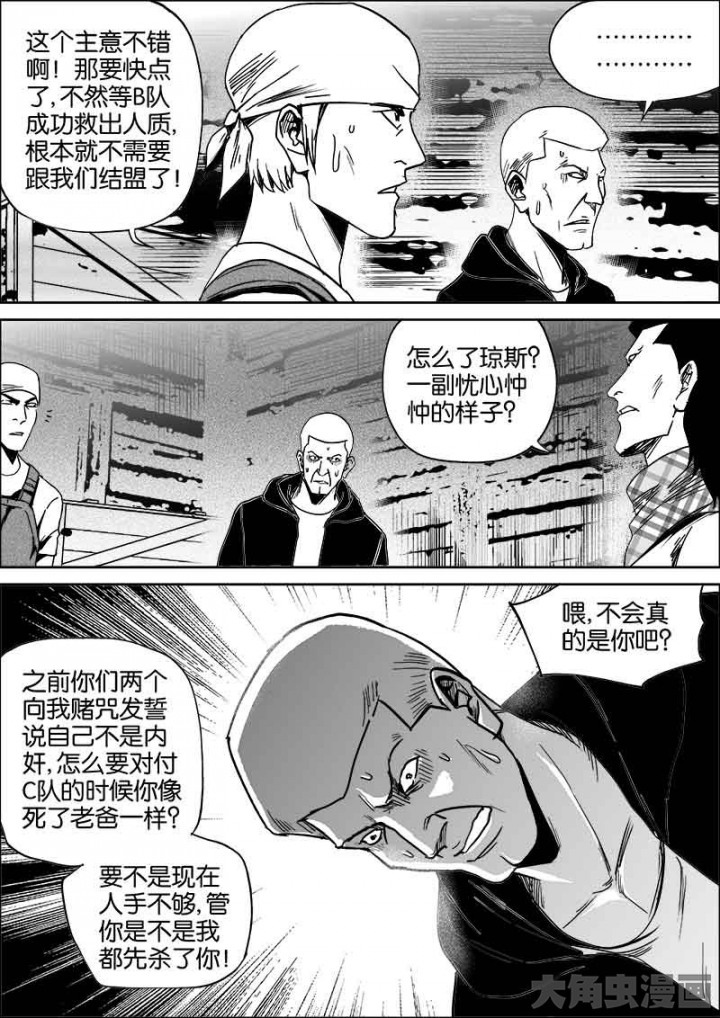 这个主意不错
啊！那要快点
了,不然等B队
成功救出人质,
根本就不需要
跟我们结盟了！
…………
…………
怎么了琼斯？
一副忧心忡
忡的样子？
喂,不会真
的是你吧？
之前你们两个
向我赌咒发誓
说自己不是内
奸,怎么要对付
C队的时候你像
死了老爸一样？
要不是现在
人手不够,管
你是不是我
都先杀了你！
大角虫漫画